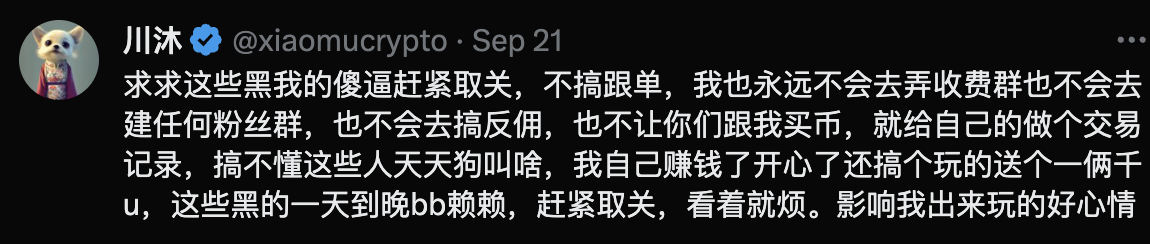 川沐 @xiaomucrypto · Sep 21
求求这些黑我的傻逼赶紧取关，不搞跟单，我也永远不会去弄收费群也不会去
建任何粉丝群，也不会去搞反佣，也不让你们跟我买币，就给自己的做个交易
记录，搞不懂这些人天天狗叫啥，我自己赚钱了开心了还搞个玩的送个一俩千
u，这些黑的一天到晚bb赖赖，赶紧取关，看着就烦。影响我出来玩的好心情